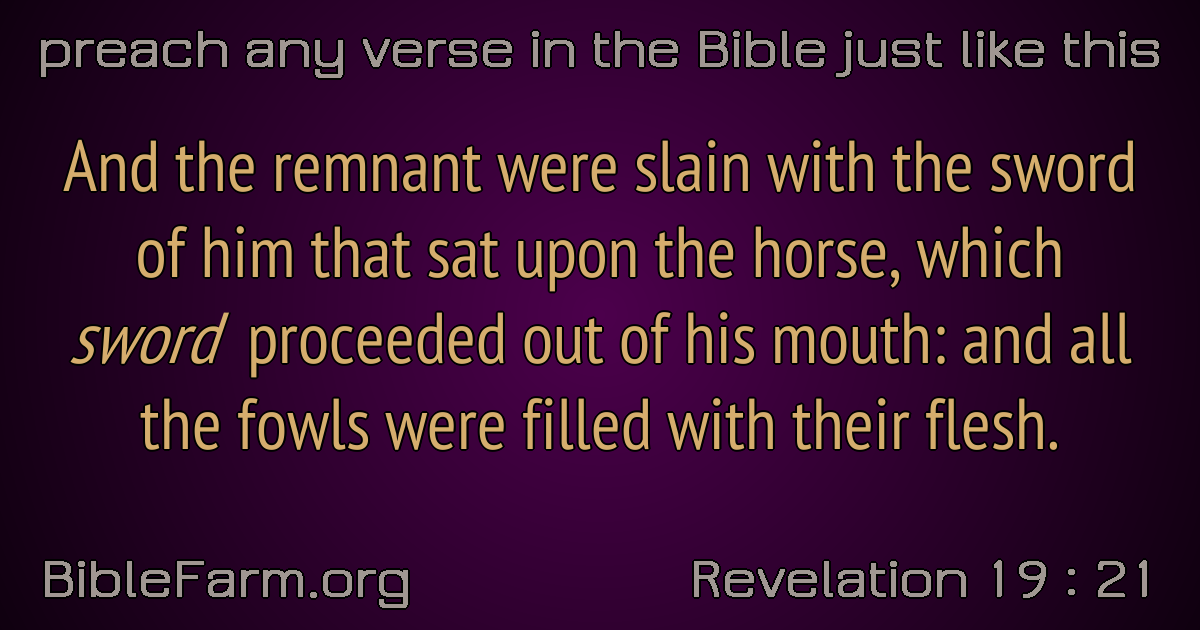 preach any verse in the Bible just like this
And the remnant were slain with the sword
of him that sat upon the horse, which
sword proceeded out of his mouth: and all
the fowls were filled with their flesh.
BibleFarm.org
Revelation 19 : 21